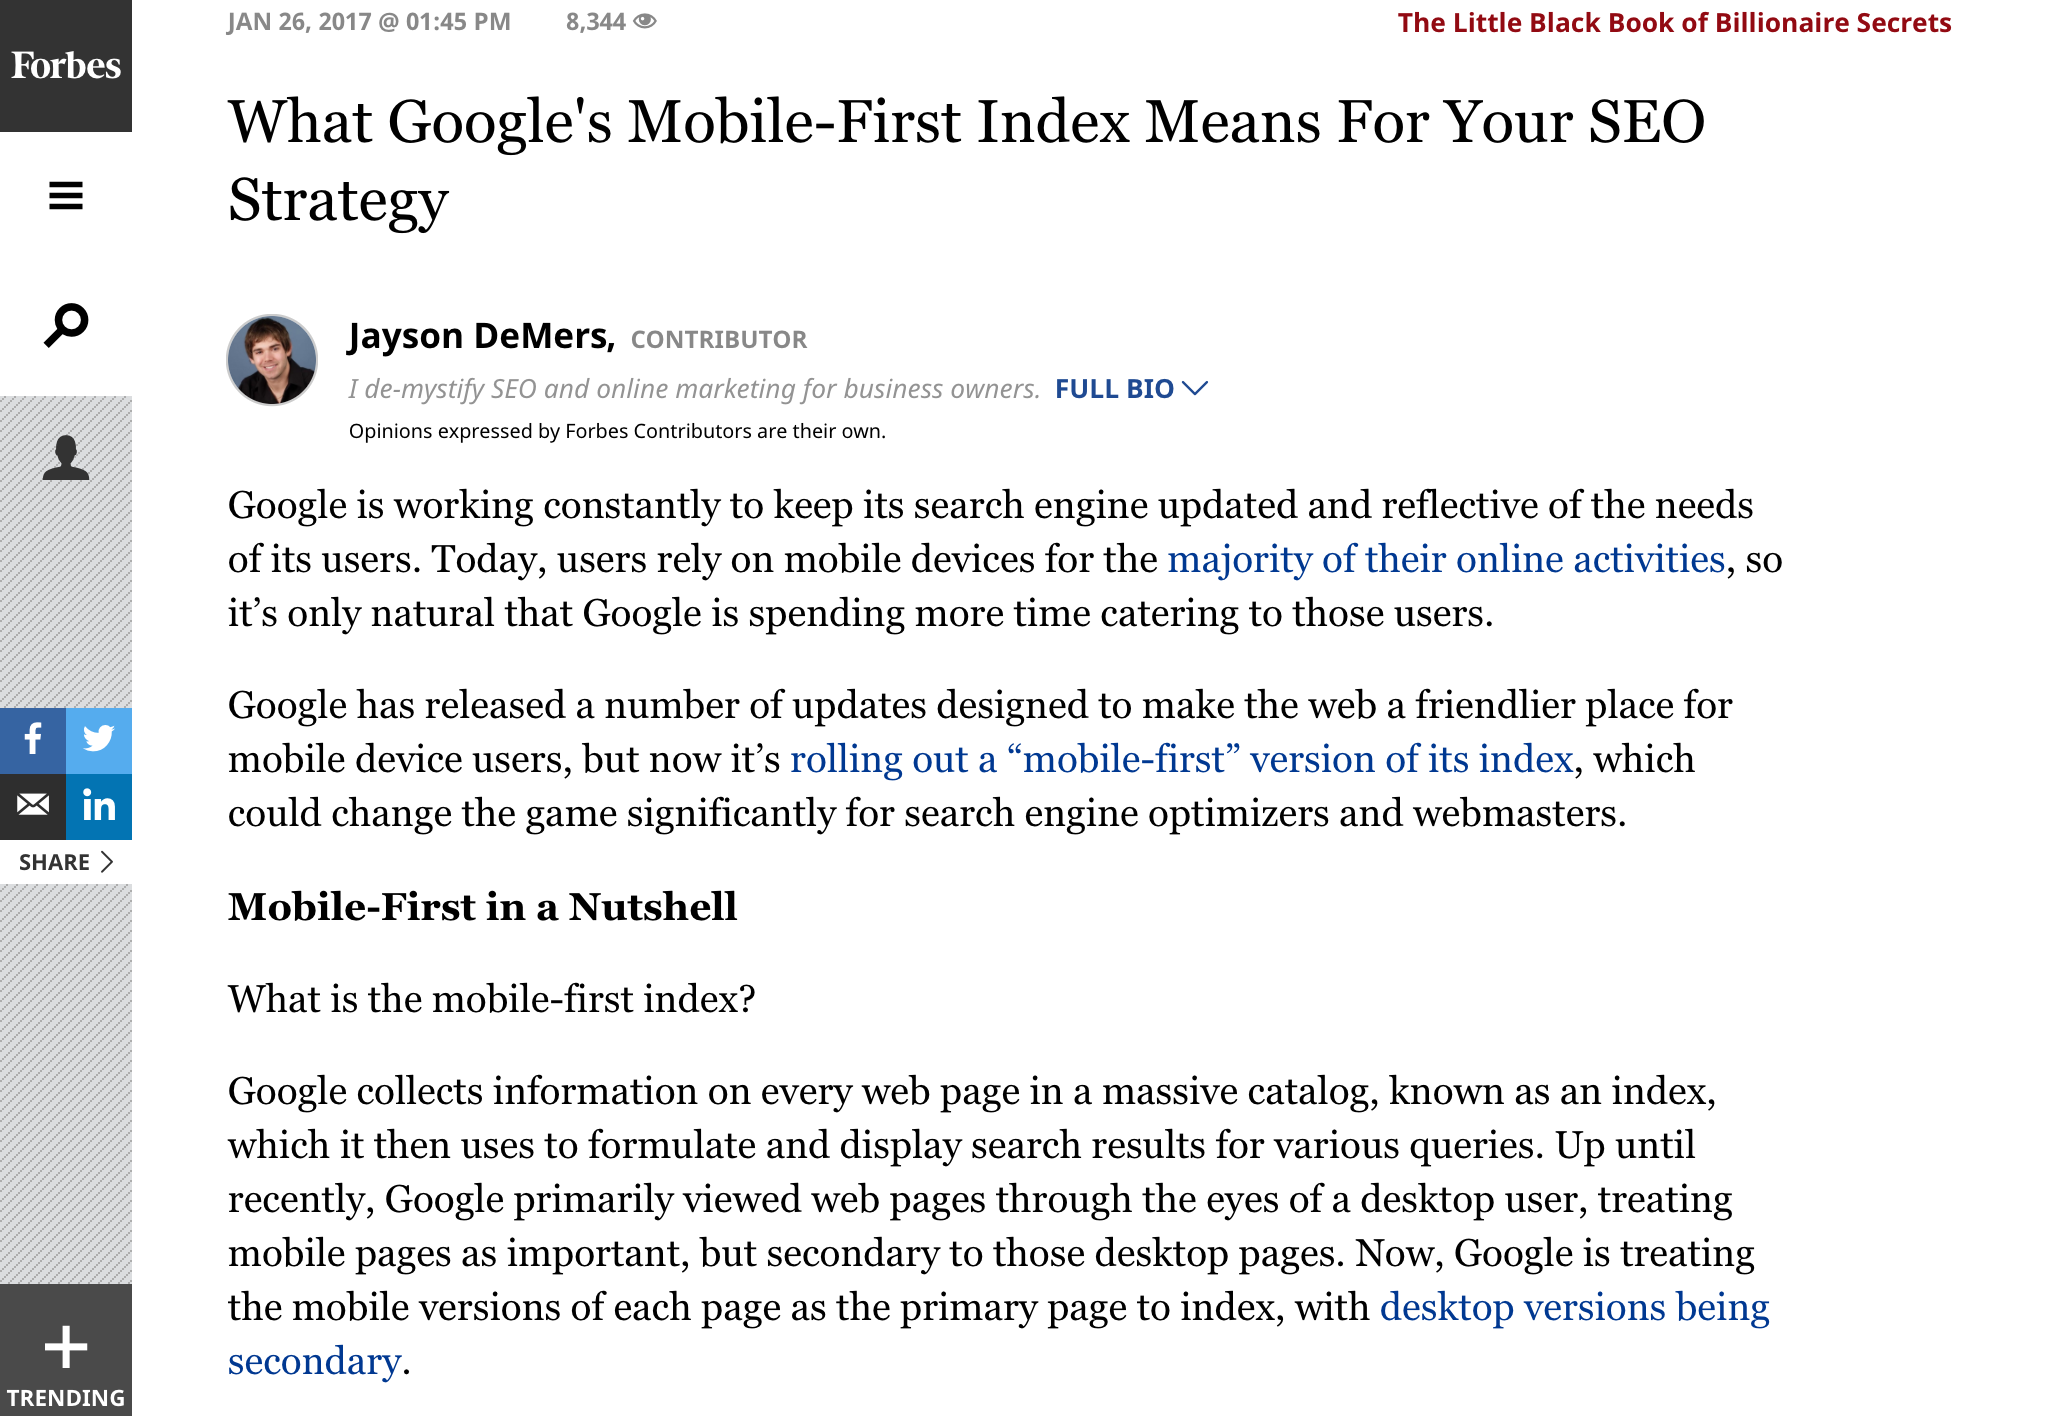 JAN 26, 2017 @ 01:45 PM 8,344 The Little Black Book of Billionaire Secrets
Forbes
What Google's Mobile-First Index Means For Your SEO
Strategy
Jayson DeMers, CONTRIBUTOR
I de-mystify SEO and online marketing for business owners. FULL BIO
Opinions expressed by Forbes Contributors are their own.
Google is working constantly to keep its search engine updated and reflective of the needs
of its users. Today, users rely on mobile devices for the majority of their online activities, so
it’s only natural that Google is spending more time catering to those users.
Google has released a number of updates designed to make the web a friendlier place for
mobile device users, but now it’s rolling out a “mobile-first” version of its index, which
could change the game significantly for search engine optimizers and webmasters.
SHARE
Mobile-First in a Nutshell
What is the mobile-first index?
Google collects information on every web page in a massive catalog, known as an index,
which it then uses to formulate and display search results for various queries. Up until
recently, Google primarily viewed web pages through the eyes of a desktop user, treating
mobile pages as important, but secondary to those desktop pages. Now, Google is treating
the mobile versions of each page as the primary page to index, with desktop versions being
secondary.
TRENDING